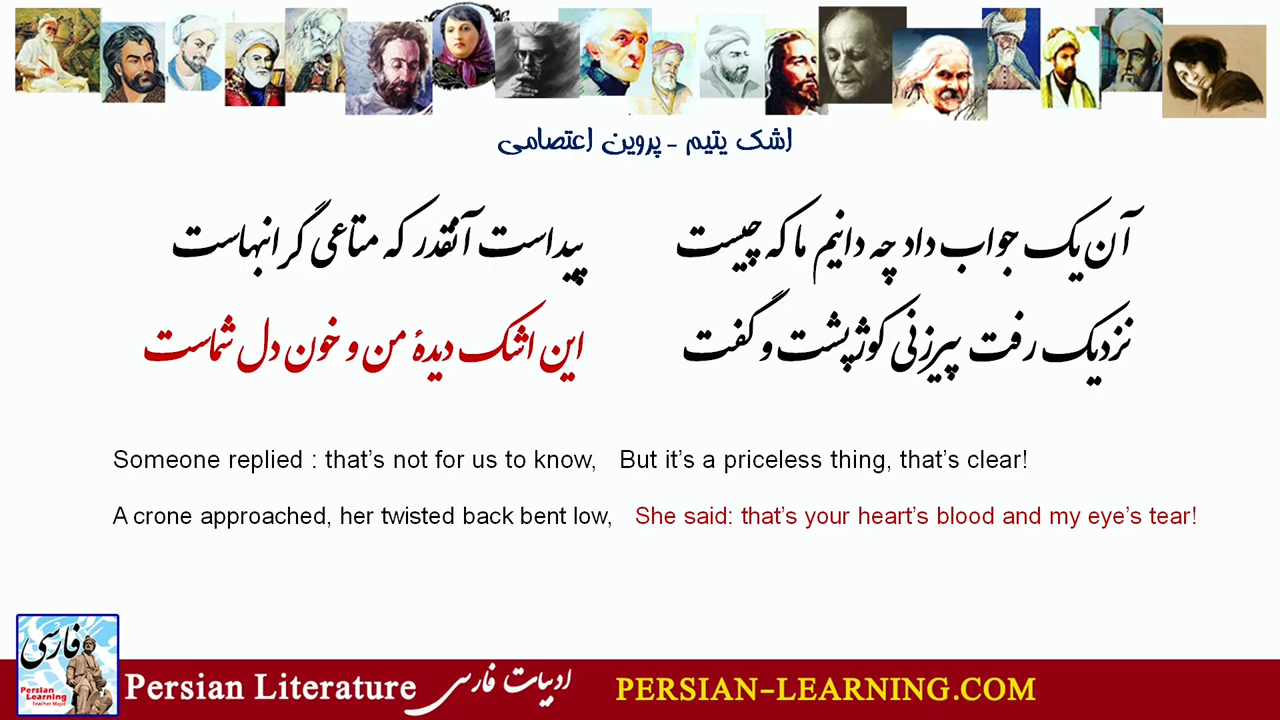 اشک یتیم - پروین اعتصامی
آن یک جواب داد چه دانیم ما که چیست پیداست آنقدر که متاعی گرانبهاست
نزدیک رفت پیرزنی کوژپشت و گفت این اشک دیدهٔ من و خون دل شماست
Someone replied : that's not for us to know, But it's a priceless thing, that's clear!
A crone approached, her twisted back bent low, She said: that's your heart's blood and my eye's tear!
فارسی
Persian Learning
Teacher Majid
Persian Literature ادبیات فارسی PERSIAN-LEARNING.COM